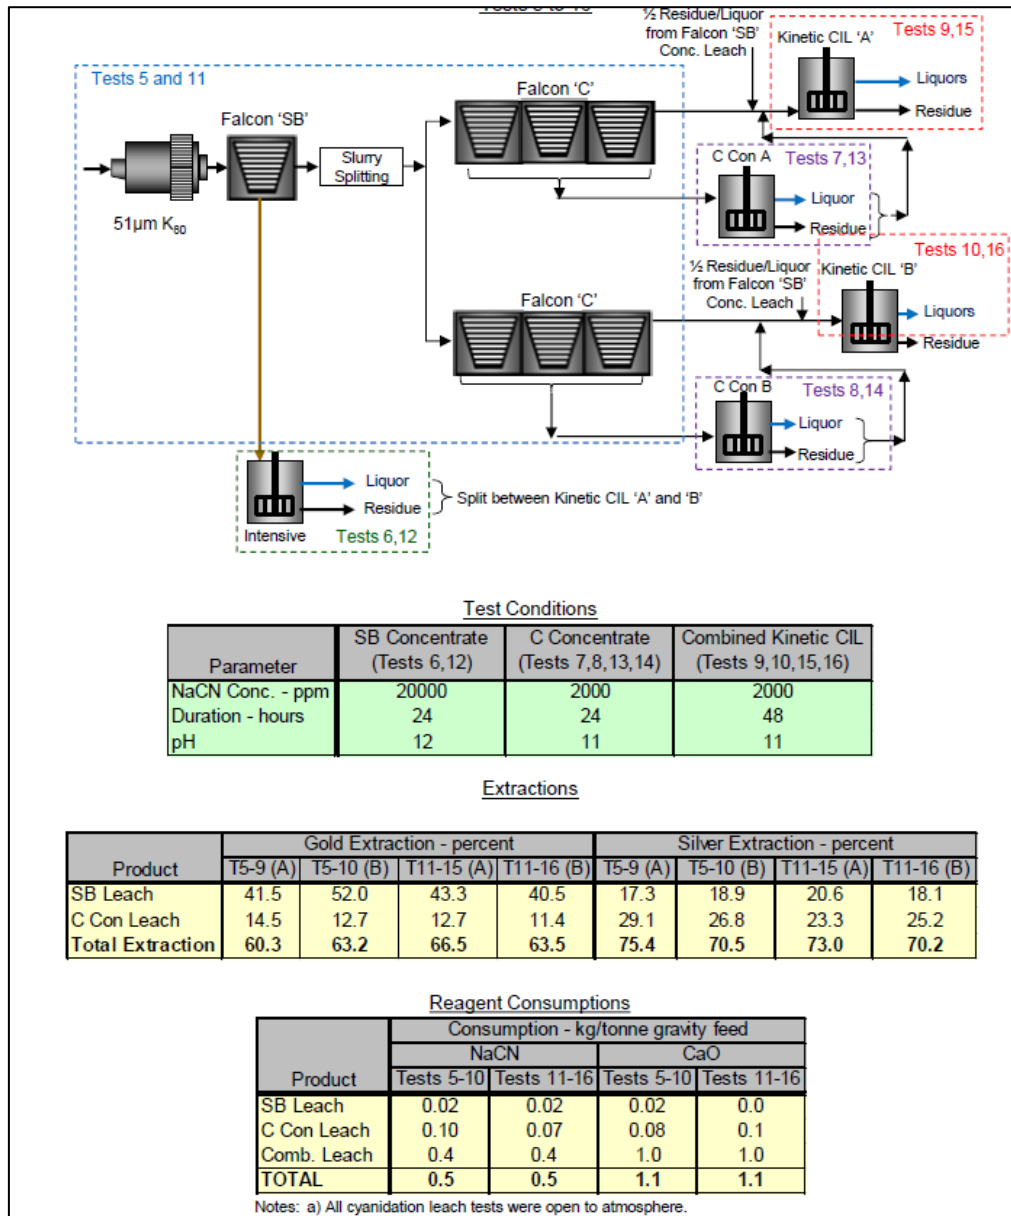 ½ Residue/Liquor
from Falcon 'SB'
Conc. Leach
Kinetic CIL 'A'
Tests 9,15
Liquors
Residue
Tests 5 and 11
Falcon 'C'
Falcon 'SB'
Slurry
Splitting
51µm K80
C Con A
Tests 7,13
Liquor
Residue
Tests 10,16
½ Residue/Liquor
from Falcon 'SB'
Conc. Leach
Kinetic CIL 'B'
Liquors
Residue
Falcon 'C'
C Con B
Tests 8,14
Liquor
Residue
Liquor
Residue
Split between Kinetic CIL 'A' and 'B'
Intensive
Tests 6,12
Test Conditions
Parameter | SB Concentrate (Tests 6,12) | C Concentrate (Tests 7,8,13,14) | Combined Kinetic CIL (Tests 9,10,15,16)
NaCN Conc. - ppm 20000 2000 2000
Duration - hours 24 24 48
pH 12 11 11
Extractions
Product | Gold Extraction - percent | Silver Extraction - percent
T5-9 (A) T5-10 (B) T11-15 (A) T11-16 (B) T5-9 (A) T5-10 (B) T11-15 (A) T11-16 (B)
SB Leach 41.5 52.0 43.3 40.5 17.3 18.9 20.6 18.1
C Con Leach 14.5 12.7 12.7 11.4 29.1 26.8 23.3 25.2
Total Extraction 60.3 63.2 66.5 63.5 75.4 70.5 73.0 70.2
Reagent Consumptions
Consumption - kg/tonne gravity feed
NaCN CaO
Product Tests 5-10 Tests 11-16 Tests 5-10 Tests 11-16
SB Leach 0.02 0.02 0.02 0.0
C Con Leach 0.10 0.07 0.08 0.1
Comb. Leach 0.4 0.4 1.0 1.0
TOTAL 0.5 0.5 1.1 1.1
Notes: a) All cyanidation leach tests were open to atmosphere.